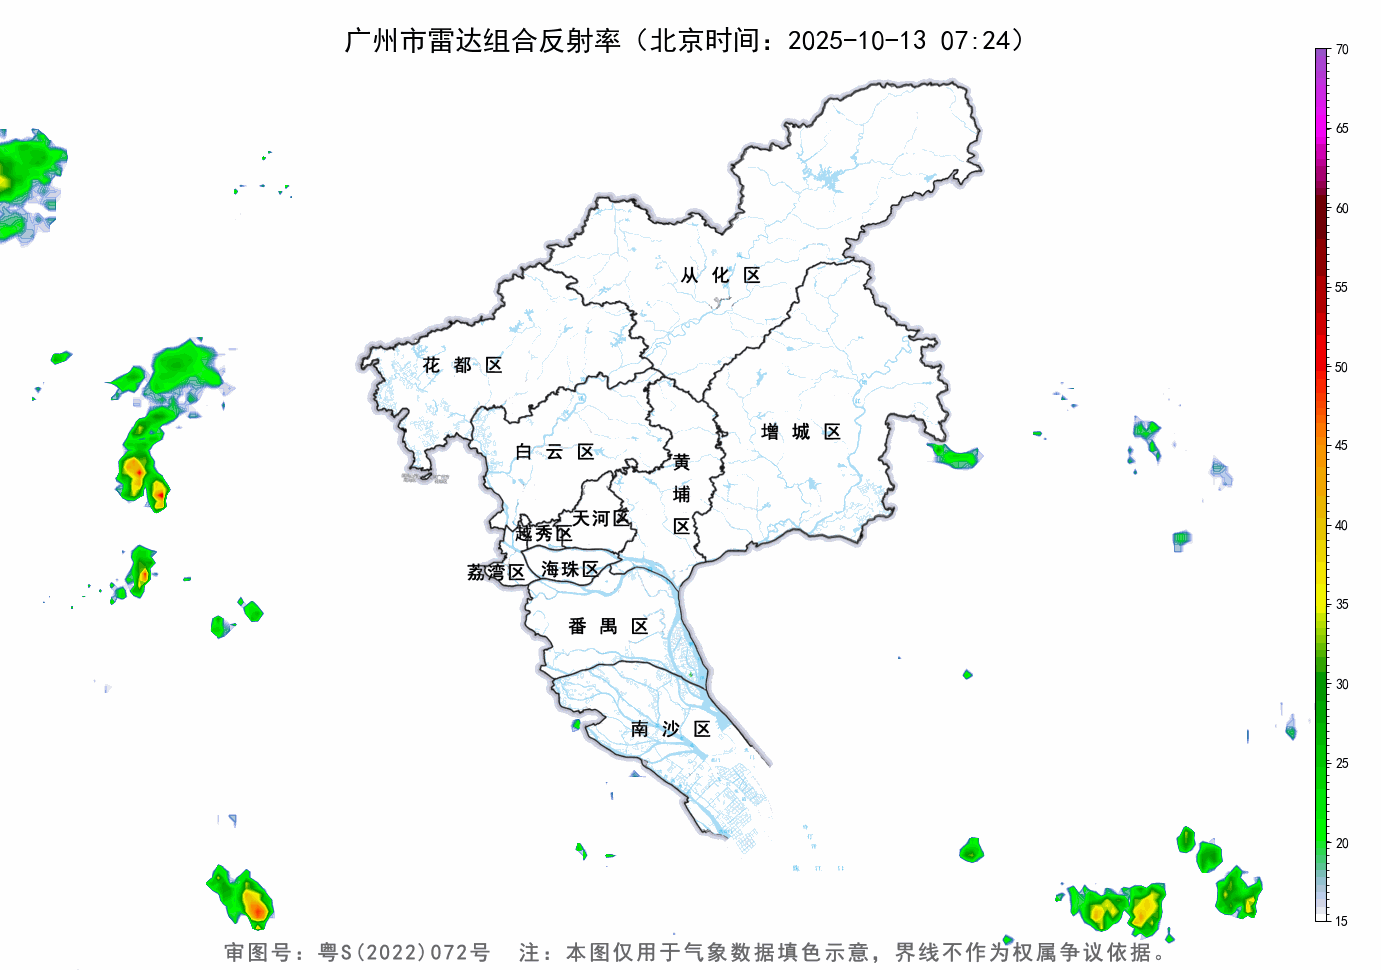 广州市雷达组合反射率（北京时间：2025-10-13 07:24）
70
65
60
55
50
45
40
35
30
25
20
15
从化区
花都区
增城区
白云区
黄埔区
天河区
越秀区
荔湾区
海珠区
番禺区
南沙区
审图号：粤S(2022)072号 注：本图仅用于气象数据填色示意，界线不作为权属争议依据。